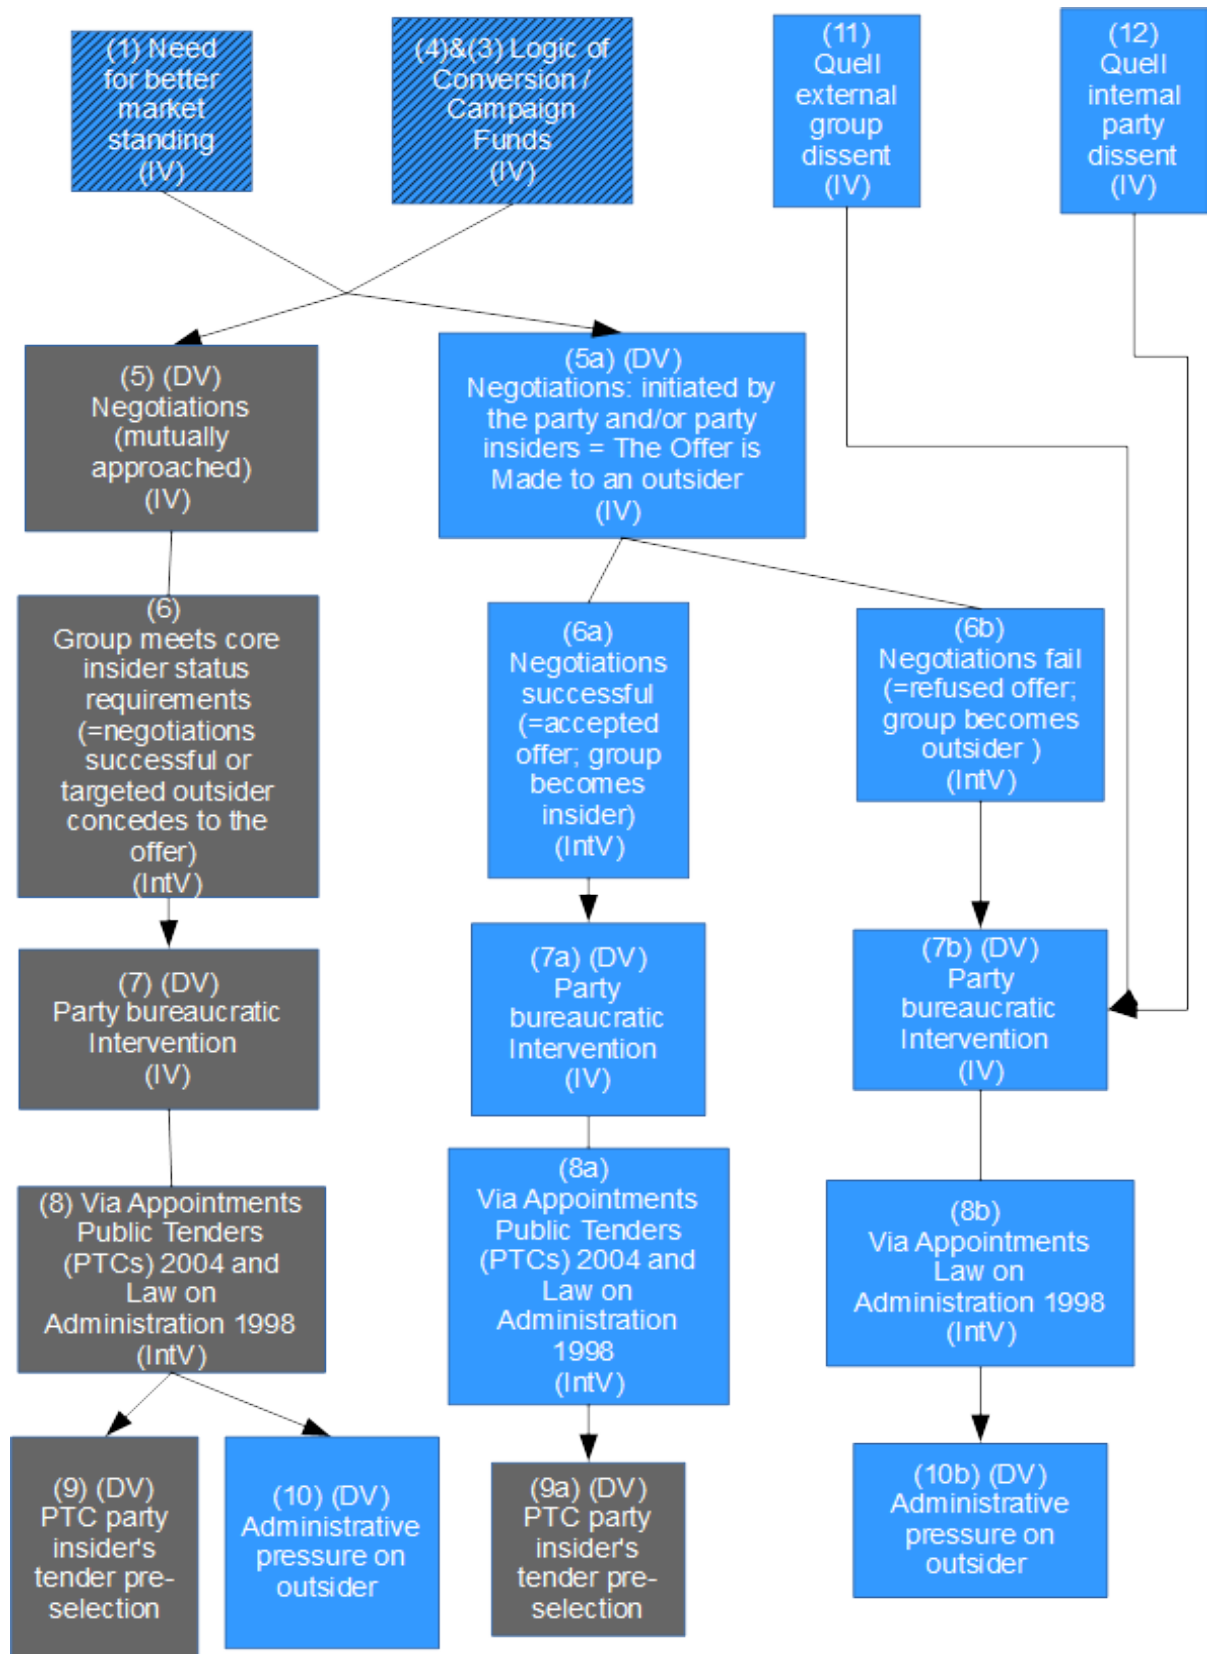 (1) Need
for better
market
standing
(IV)
(4)&(3) Logic of
Conversion /
Campaign
Funds
(IV)
(11)
Quell
external
group
dissent
(IV)
(12)
Quell
internal
party
dissent
(IV)
(5) (DV)
Negotiations
(mutually
approached)
(IV)
(5a) (DV)
Negotiations: initiated by
the party and/or party
insiders = The Offer is
Made to an outsider
(IV)
(6)
Group meets core
insider status
requirements
(=negotiations
successful or
targeted outsider
concedes to the
offer)
(IntV)
(6a)
Negotiations
successful
(=accepted
offer; group
becomes
insider)
(IntV)
(6b)
Negotiations fail
(=refused offer;
group becomes
outsider )
(IntV)
(7) (DV)
Party bureaucratic
Intervention
(IV)
(7a) (DV)
Party
bureaucratic
Intervention
(IV)
(7b) (DV)
Party
bureaucratic
Intervention
(IV)
(8) Via Appointments
Public Tenders
(PTCs) 2004 and
Law on
Administration 1998
(IntV)
(8a)
Via Appointments
Public Tenders
(PTCs) 2004 and
Law on
Administration
1998
(IntV)
(8b)
Via Appointments
Law on
Administration 1998
(IntV)
(9) (DV)
PTC party
insider's
tender pre-
selection
(10) (DV)
Administrative
pressure on
outsider
(9a) (DV)
PTC party
insider's
tender pre-
selection
(10b) (DV)
Administrative
pressure on
outsider